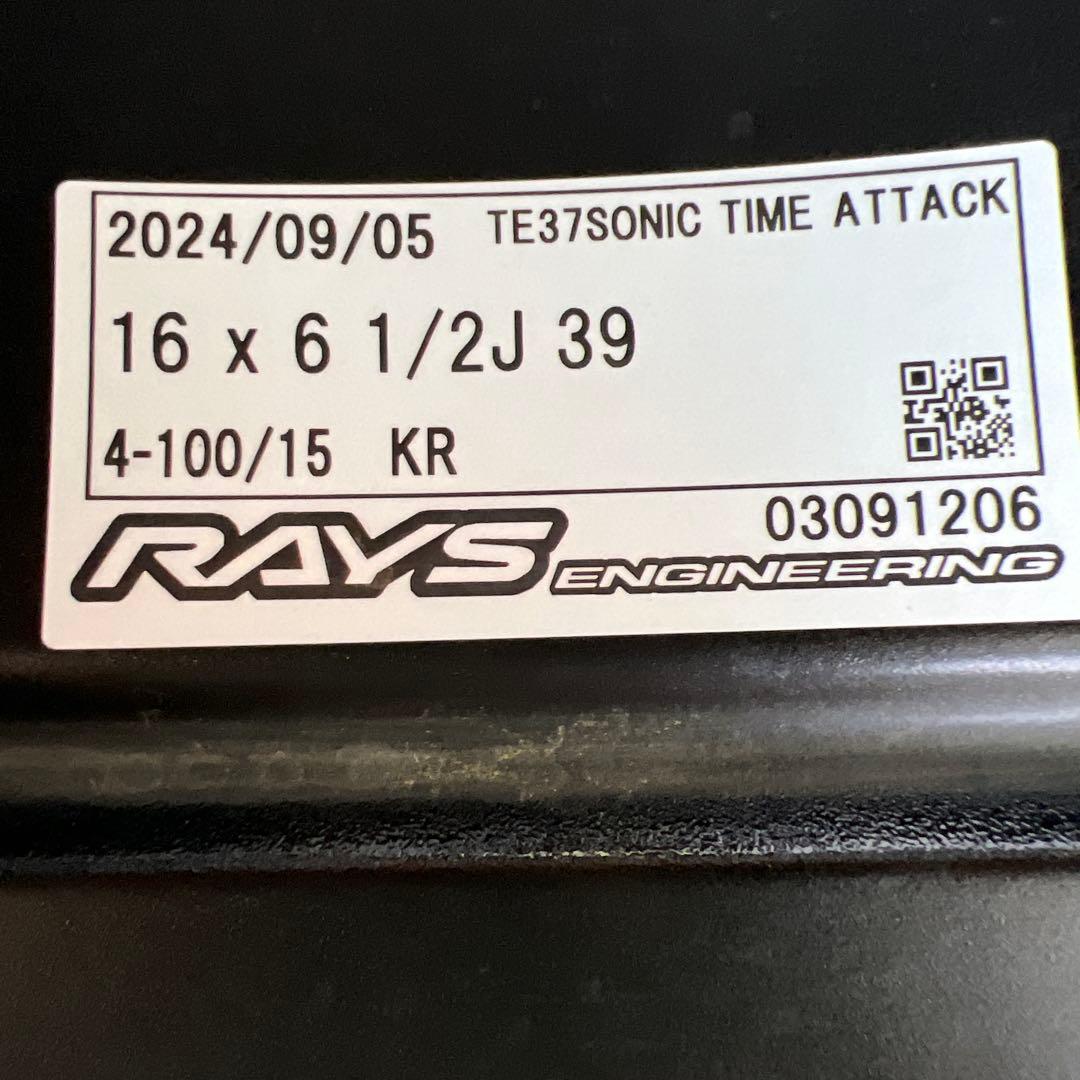 2024/09/05 TE37SONIC TIME ATTACK
16 x 6 1/2J 39
4-100/15 KR
03091206
RAYS ENGINEERING